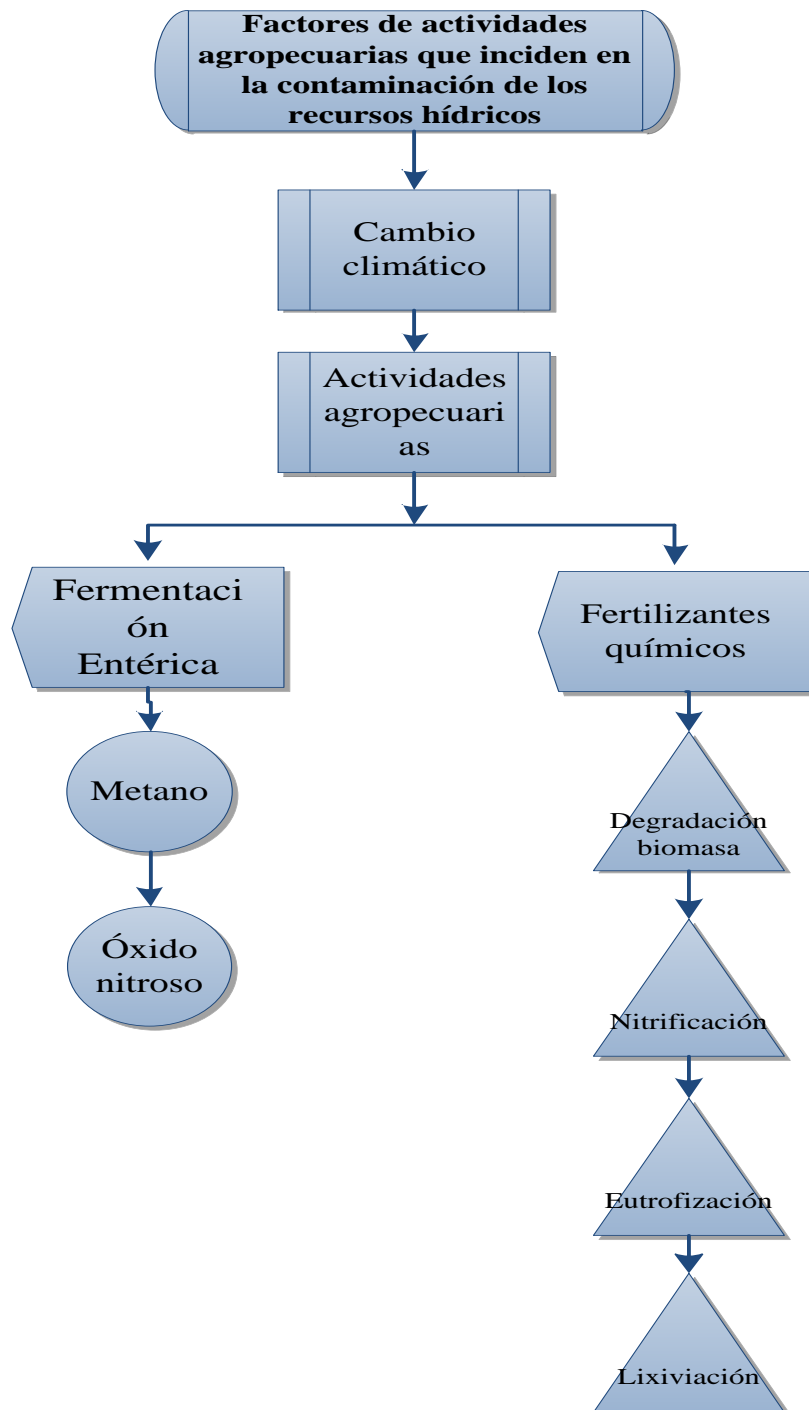 Factores de actividades
agropecuarias que inciden en
la contaminación de los
recursos hídricos
Cambio
climático
Actividades
agropecuari
as
Fermentaci
ón
Entérica
Metano
Óxido
nitroso
Fertilizantes
químicos
Degradación
biomasa
Nitrificación
Eutrofización
Lixiviación